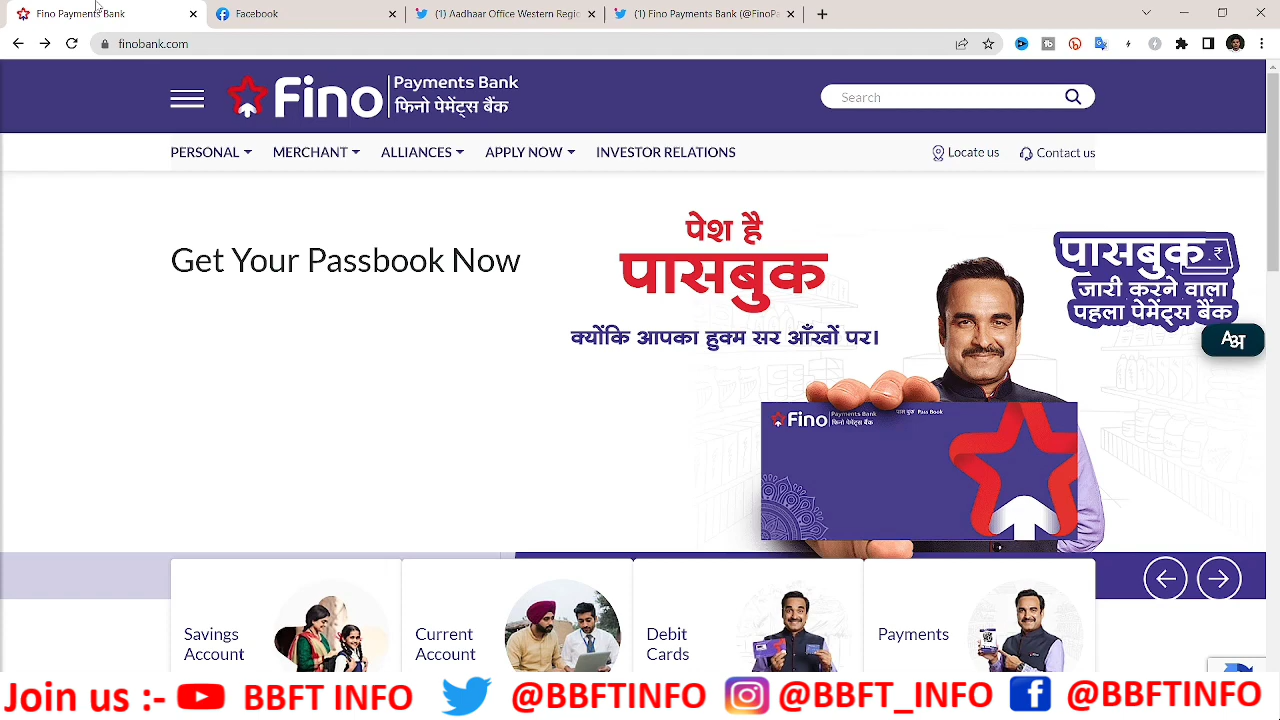 Fino Payments Bank
Facebook
(1) Aadhaar Office Western Regio
(1) Fino Payments Bank (@FinoPa
finobank.com
Fino
Payments Bank
फिनो पेमेंट्स बैंक
Search
PERSONAL MERCHANT ALLIANCES APPLY NOW INVESTOR RELATIONS
Locate us
Contact us
Get Your Passbook Now
पेश है
पासबुक
क्योंकि आपका हुक्म सर आँखों पर।
पासबुक
जारी करने वाला
पहला पेमेंट्स बैंक
Aअ
Fino
Payments Bank
फिनो पेमेंट्स बैंक
पास बुक Pass Book
Savings
Account
Current
Account
Debit
Cards
Payments
Join us :- BBFT INFO @BBFTINFO @BBFT_INFO @BBFTINFO